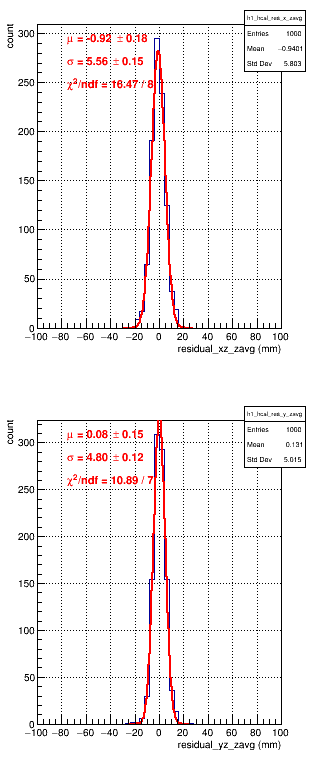 h1_hcal_res_x_zavg
Entries 1000
Mean −0.9401
Std Dev 5.803
μ = -0.92 ± 0.18
σ = 5.56 ± 0.15
χ²/ndf = 16.47 / 8
count
300
250
200
150
100
50
0
−100 −80 −60 −40 −20 0 20 40 60 80 100
residual_xz_zavg (mm)
h1_hcal_res_y_zavg
Entries 1000
Mean 0.131
Std Dev 5.015
μ = 0.08 ± 0.15
σ = 4.80 ± 0.12
χ²/ndf = 10.89 / 7
count
300
250
200
150
100
50
0
−100 −80 −60 −40 −20 0 20 40 60 80 100
residual_yz_zavg (mm)